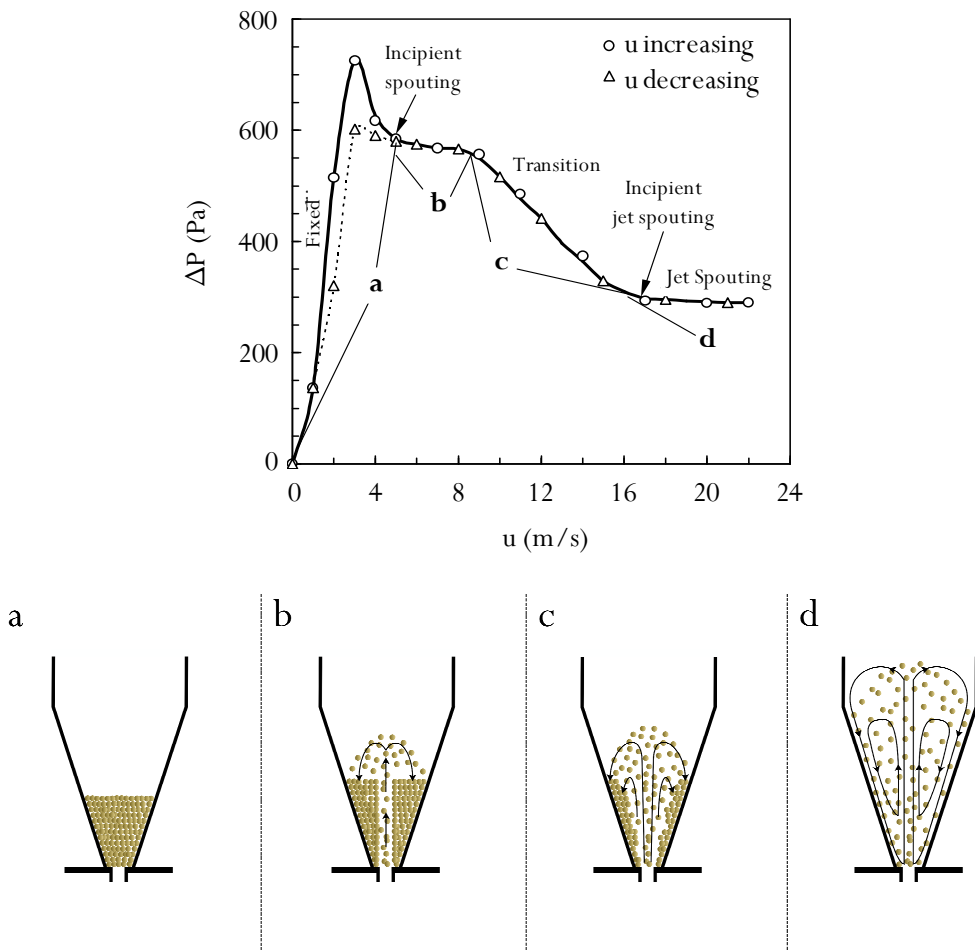 800
600
400
200
0
ΔP (Pa)
0 4 8 12 16 20 24
u (m/s)
u increasing
u decreasing
Incipient
spouting
Fixed
Transition
Incipient
jet spouting
Jet Spouting
a
b
c
d
a
b
c
d